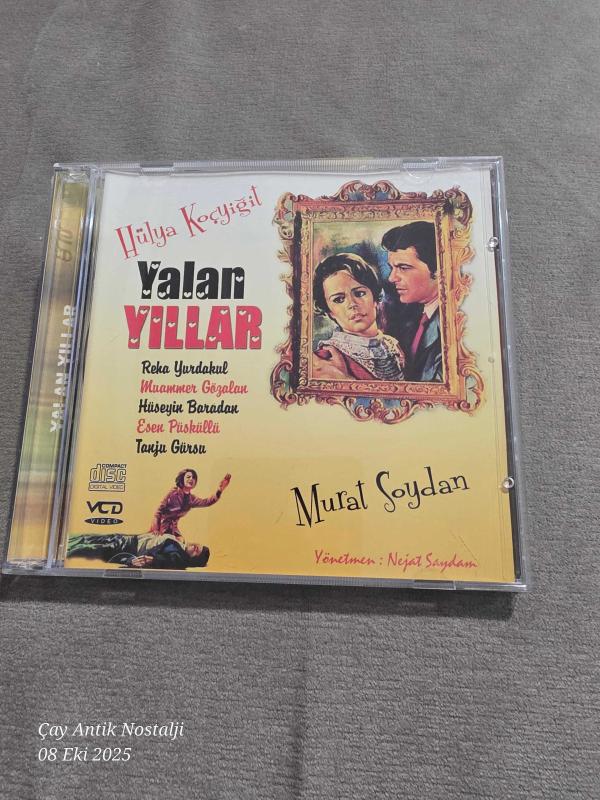 Hülya Koçyiğit
Yalan
YILLAR
Reha Yurdakul
Muammer Gözalan
Hüseyin Baradan
Esen Püsküllü
Tanju Gürsu
COMPACT
disc
DIGITAL VIDEO
VCD
VIDEO
Murat Soydan
Yönetmen : Nejat Saydam
YALAN YILLAR
Çay Antik Nostalji
08 Eki 2025